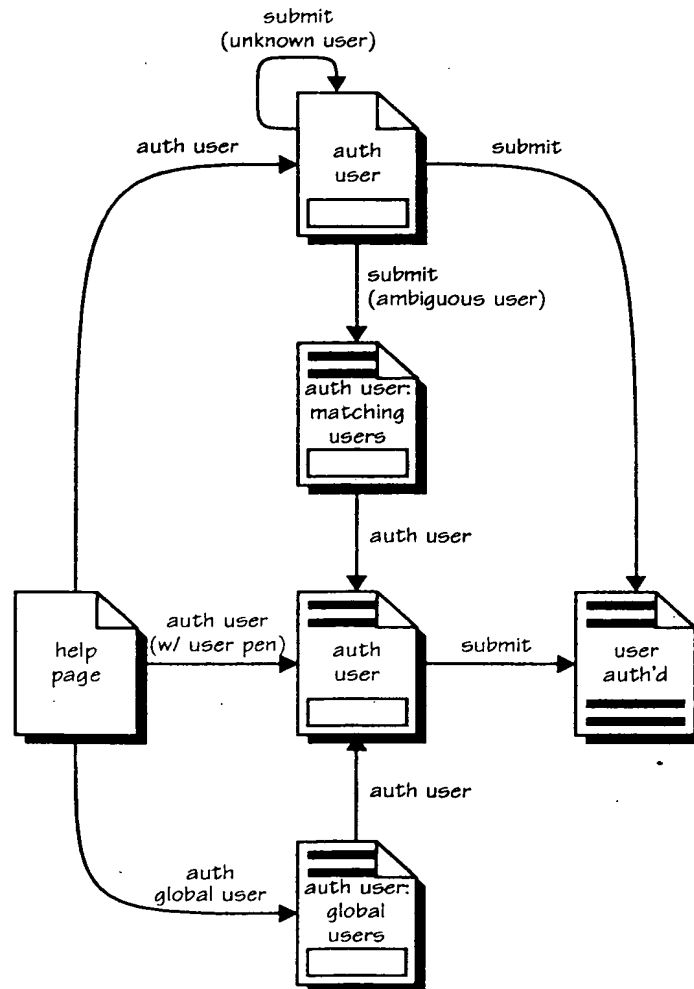 submit
(unknown user)
auth user
auth
user
submit
submit
(ambiguous user)
auth user:
matching
users
auth user
help
page
auth user
(w/ user pen)
auth
user
submit
user
auth'd
auth user
auth
global user
auth user:
global
users